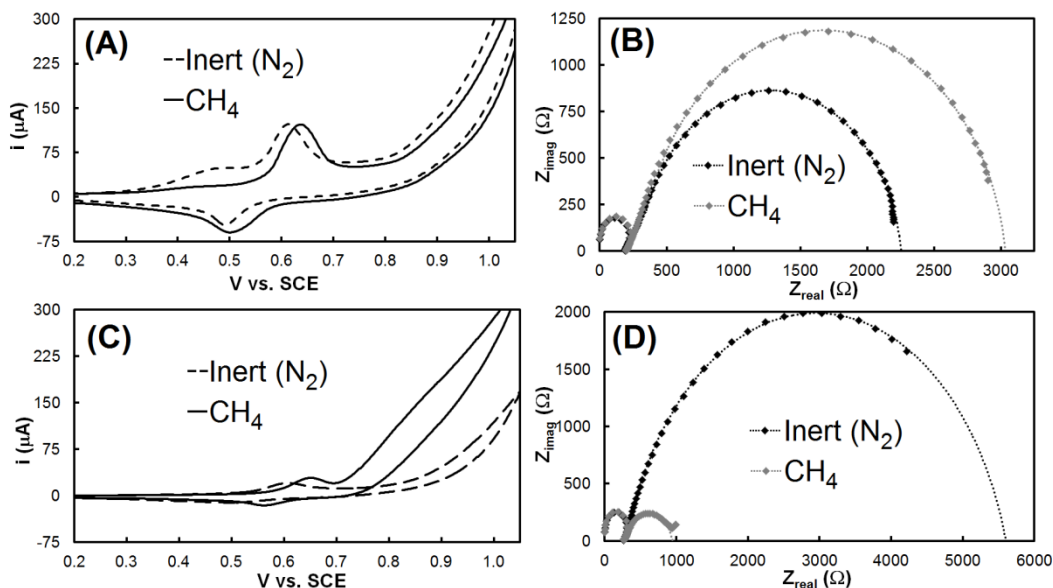 (A)
Inert (N2)
CH4
i (μA)
300
225
150
75
0
-75
0.2 0.3 0.4 0.5 0.6 0.7 0.8 0.9 1.0
V vs. SCE
(B)
Inert (N2)
CH4
Zimag (Ω)
1250
1000
750
500
250
0
0 500 1000 1500 2000 2500 3000
Zreal (Ω)
(C)
Inert (N2)
CH4
i (μA)
300
225
150
75
0
-75
0.2 0.3 0.4 0.5 0.6 0.7 0.8 0.9 1.0
V vs. SCE
(D)
Inert (N2)
CH4
Zimag (Ω)
2000
1500
1000
500
0
0 1000 2000 3000 4000 5000 6000
Zreal (Ω)